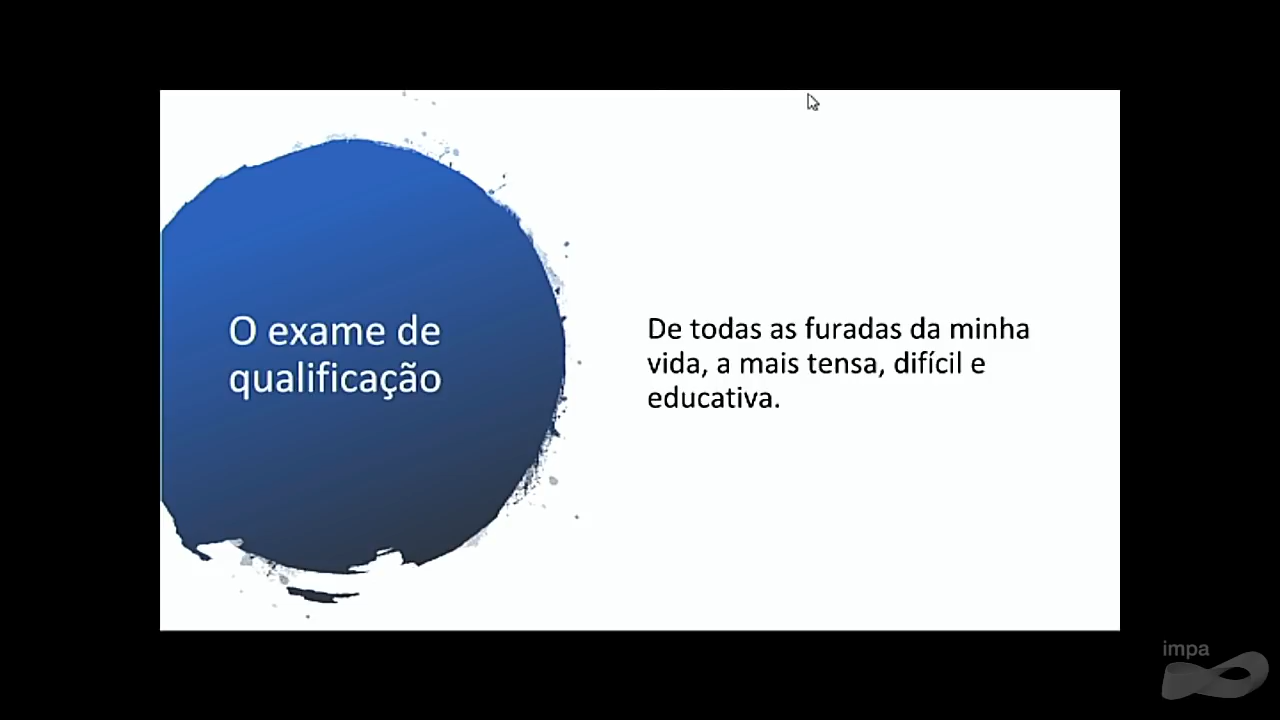 O exame de
qualificação
De todas as furadas da minha
vida, a mais tensa, difícil e
educativa.
impa